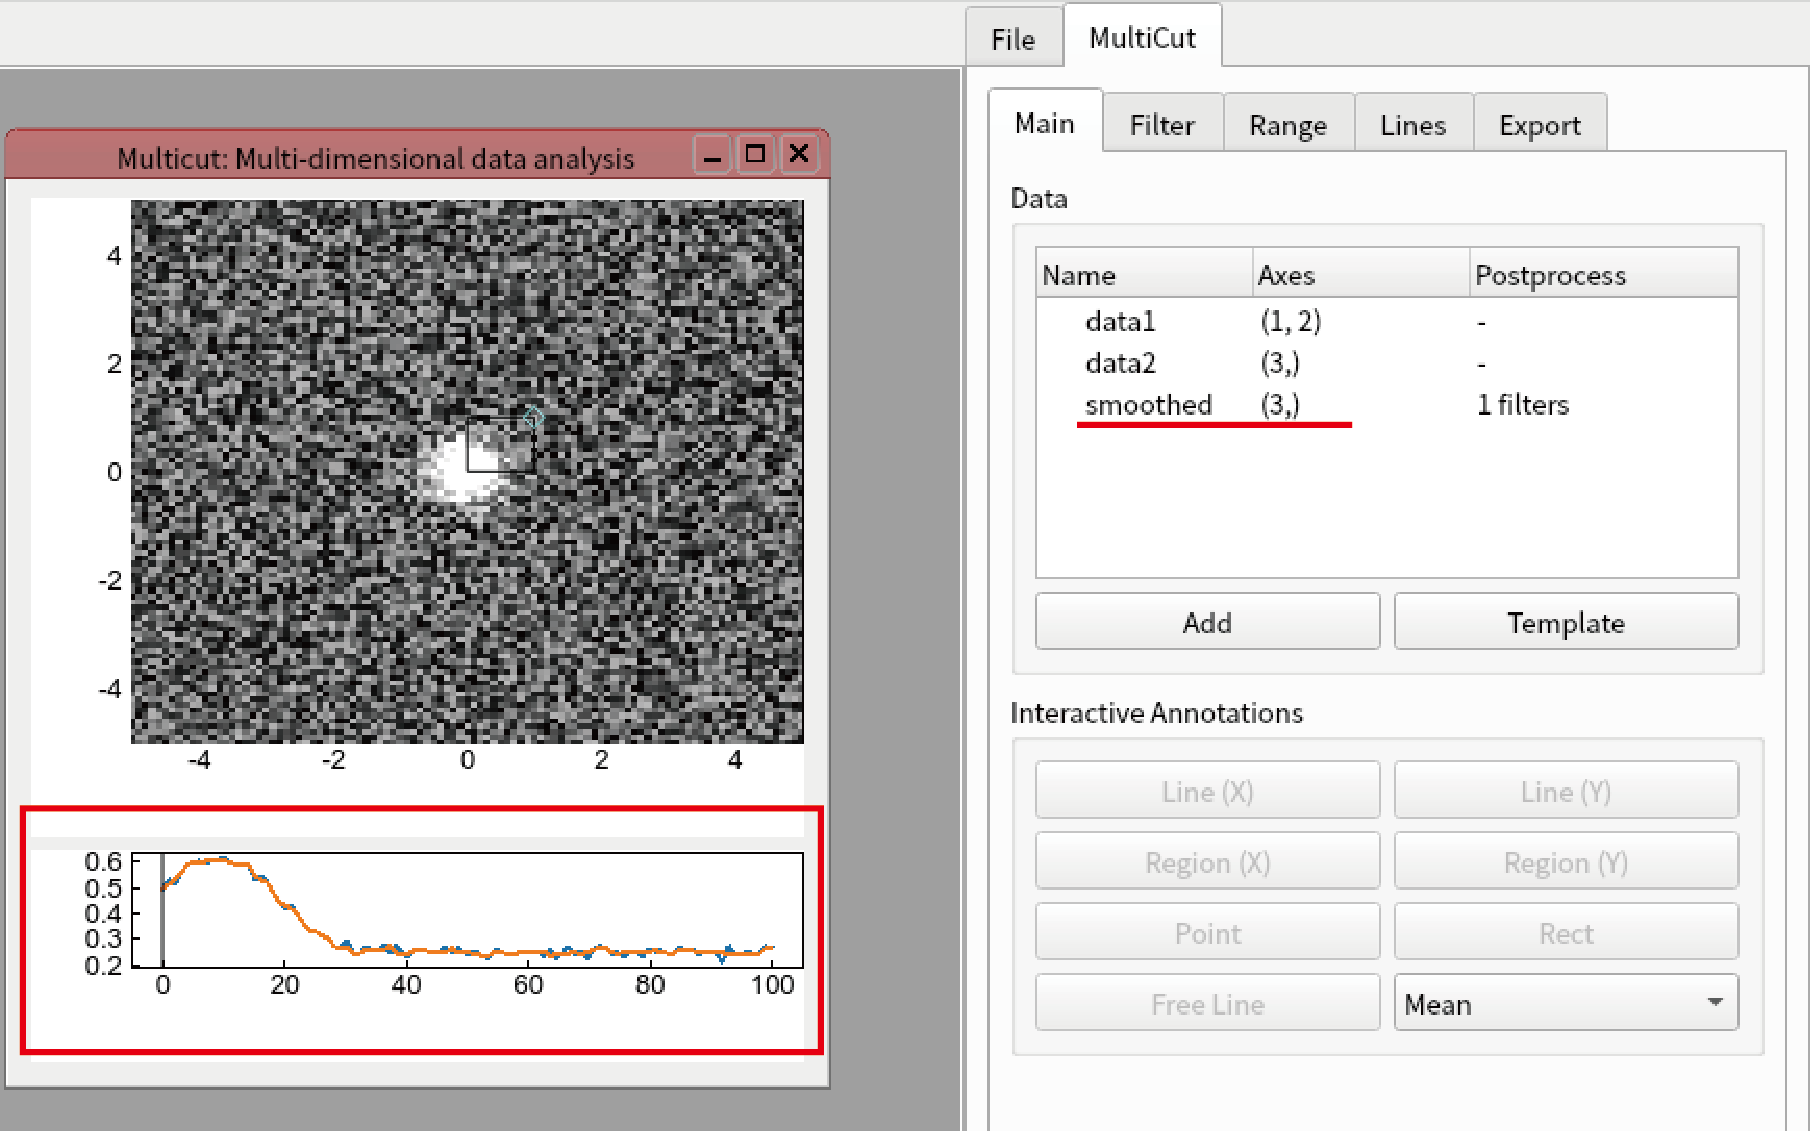 File MultiCut
Main Filter Range Lines Export
Multicut: Multi-dimensional data analysis
4
2
0
-2
-4
-4 -2 0 2 4
0.6
0.5
0.4
0.3
0.2
0 20 40 60 80 100
Data
Name Axes Postprocess
data1 (1, 2) -
data2 (3,) -
smoothed (3,) 1 filters
Add Template
Interactive Annotations
Line (X) Line (Y)
Region (X) Region (Y)
Point Rect
Free Line Mean